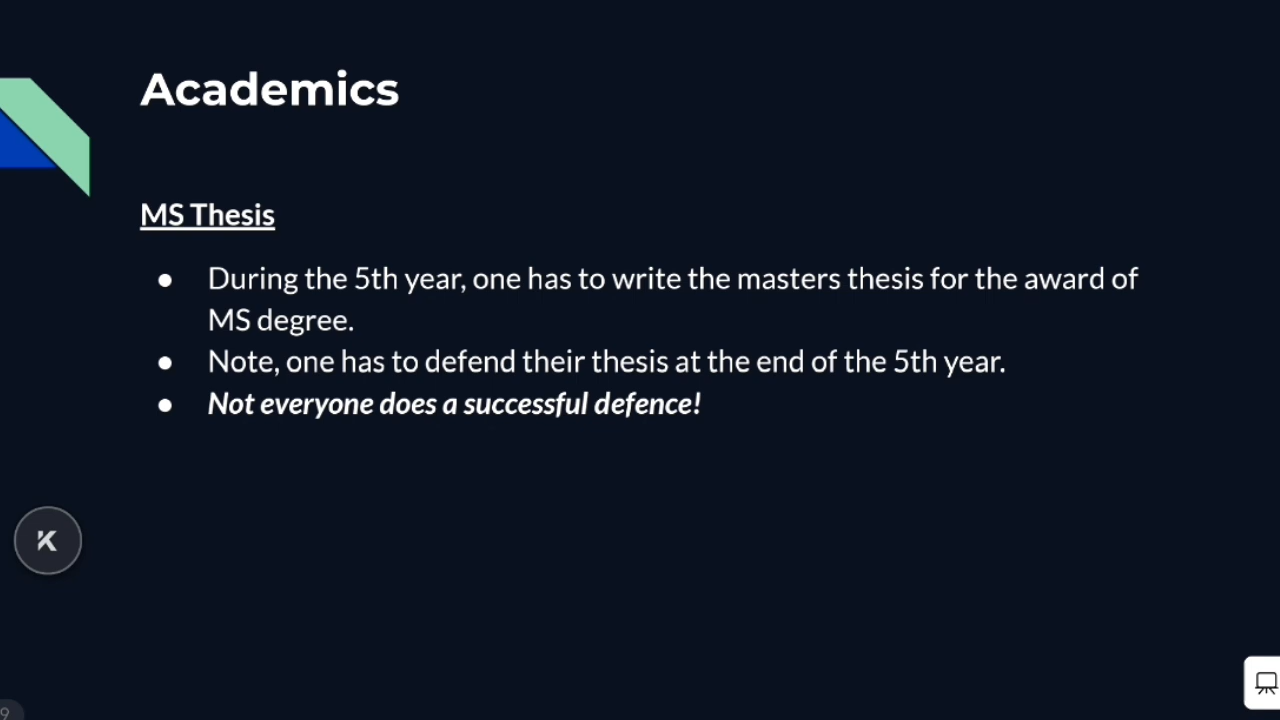 Academics
MS Thesis
● During the 5th year, one has to write the masters thesis for the award of
MS degree.
● Note, one has to defend their thesis at the end of the 5th year.
● Not everyone does a successful defence!
K
9